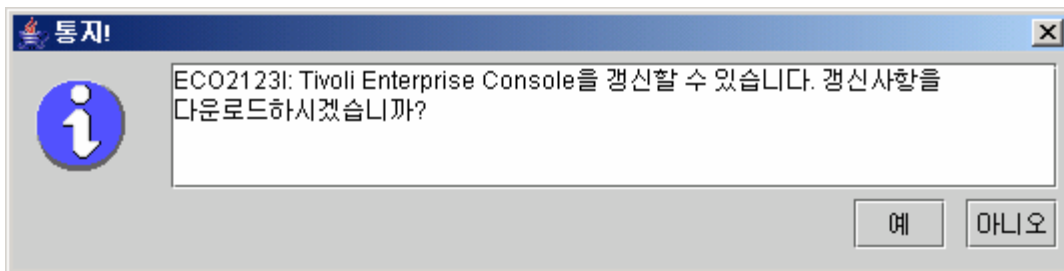 통지!
ECO2123I: Tivoli Enterprise Console을 갱신할 수 있습니다. 갱신사항을
다운로드하시겠습니까?
예
아니오